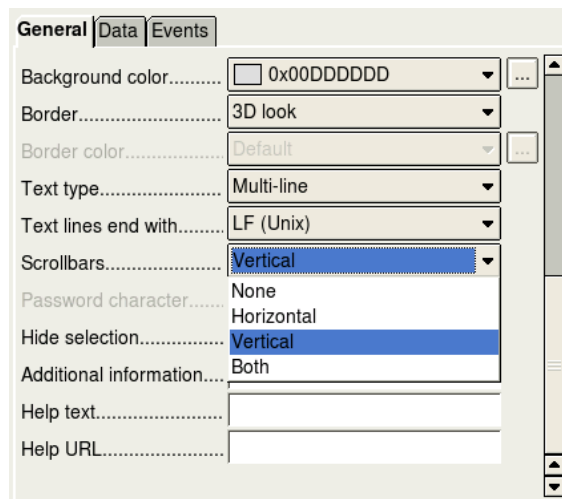 General Data Events
Background color.......... 0x00DDDDDD ...
Border........................... 3D look
Border color................. Default ...
Text type...................... Multi-line
Text lines end with........ LF (Unix)
Scrollbars..................... Vertical
Password character.......
None
Horizontal
Hide selection............... Vertical
Additional information.... Both
Help text.......................
Help URL......................